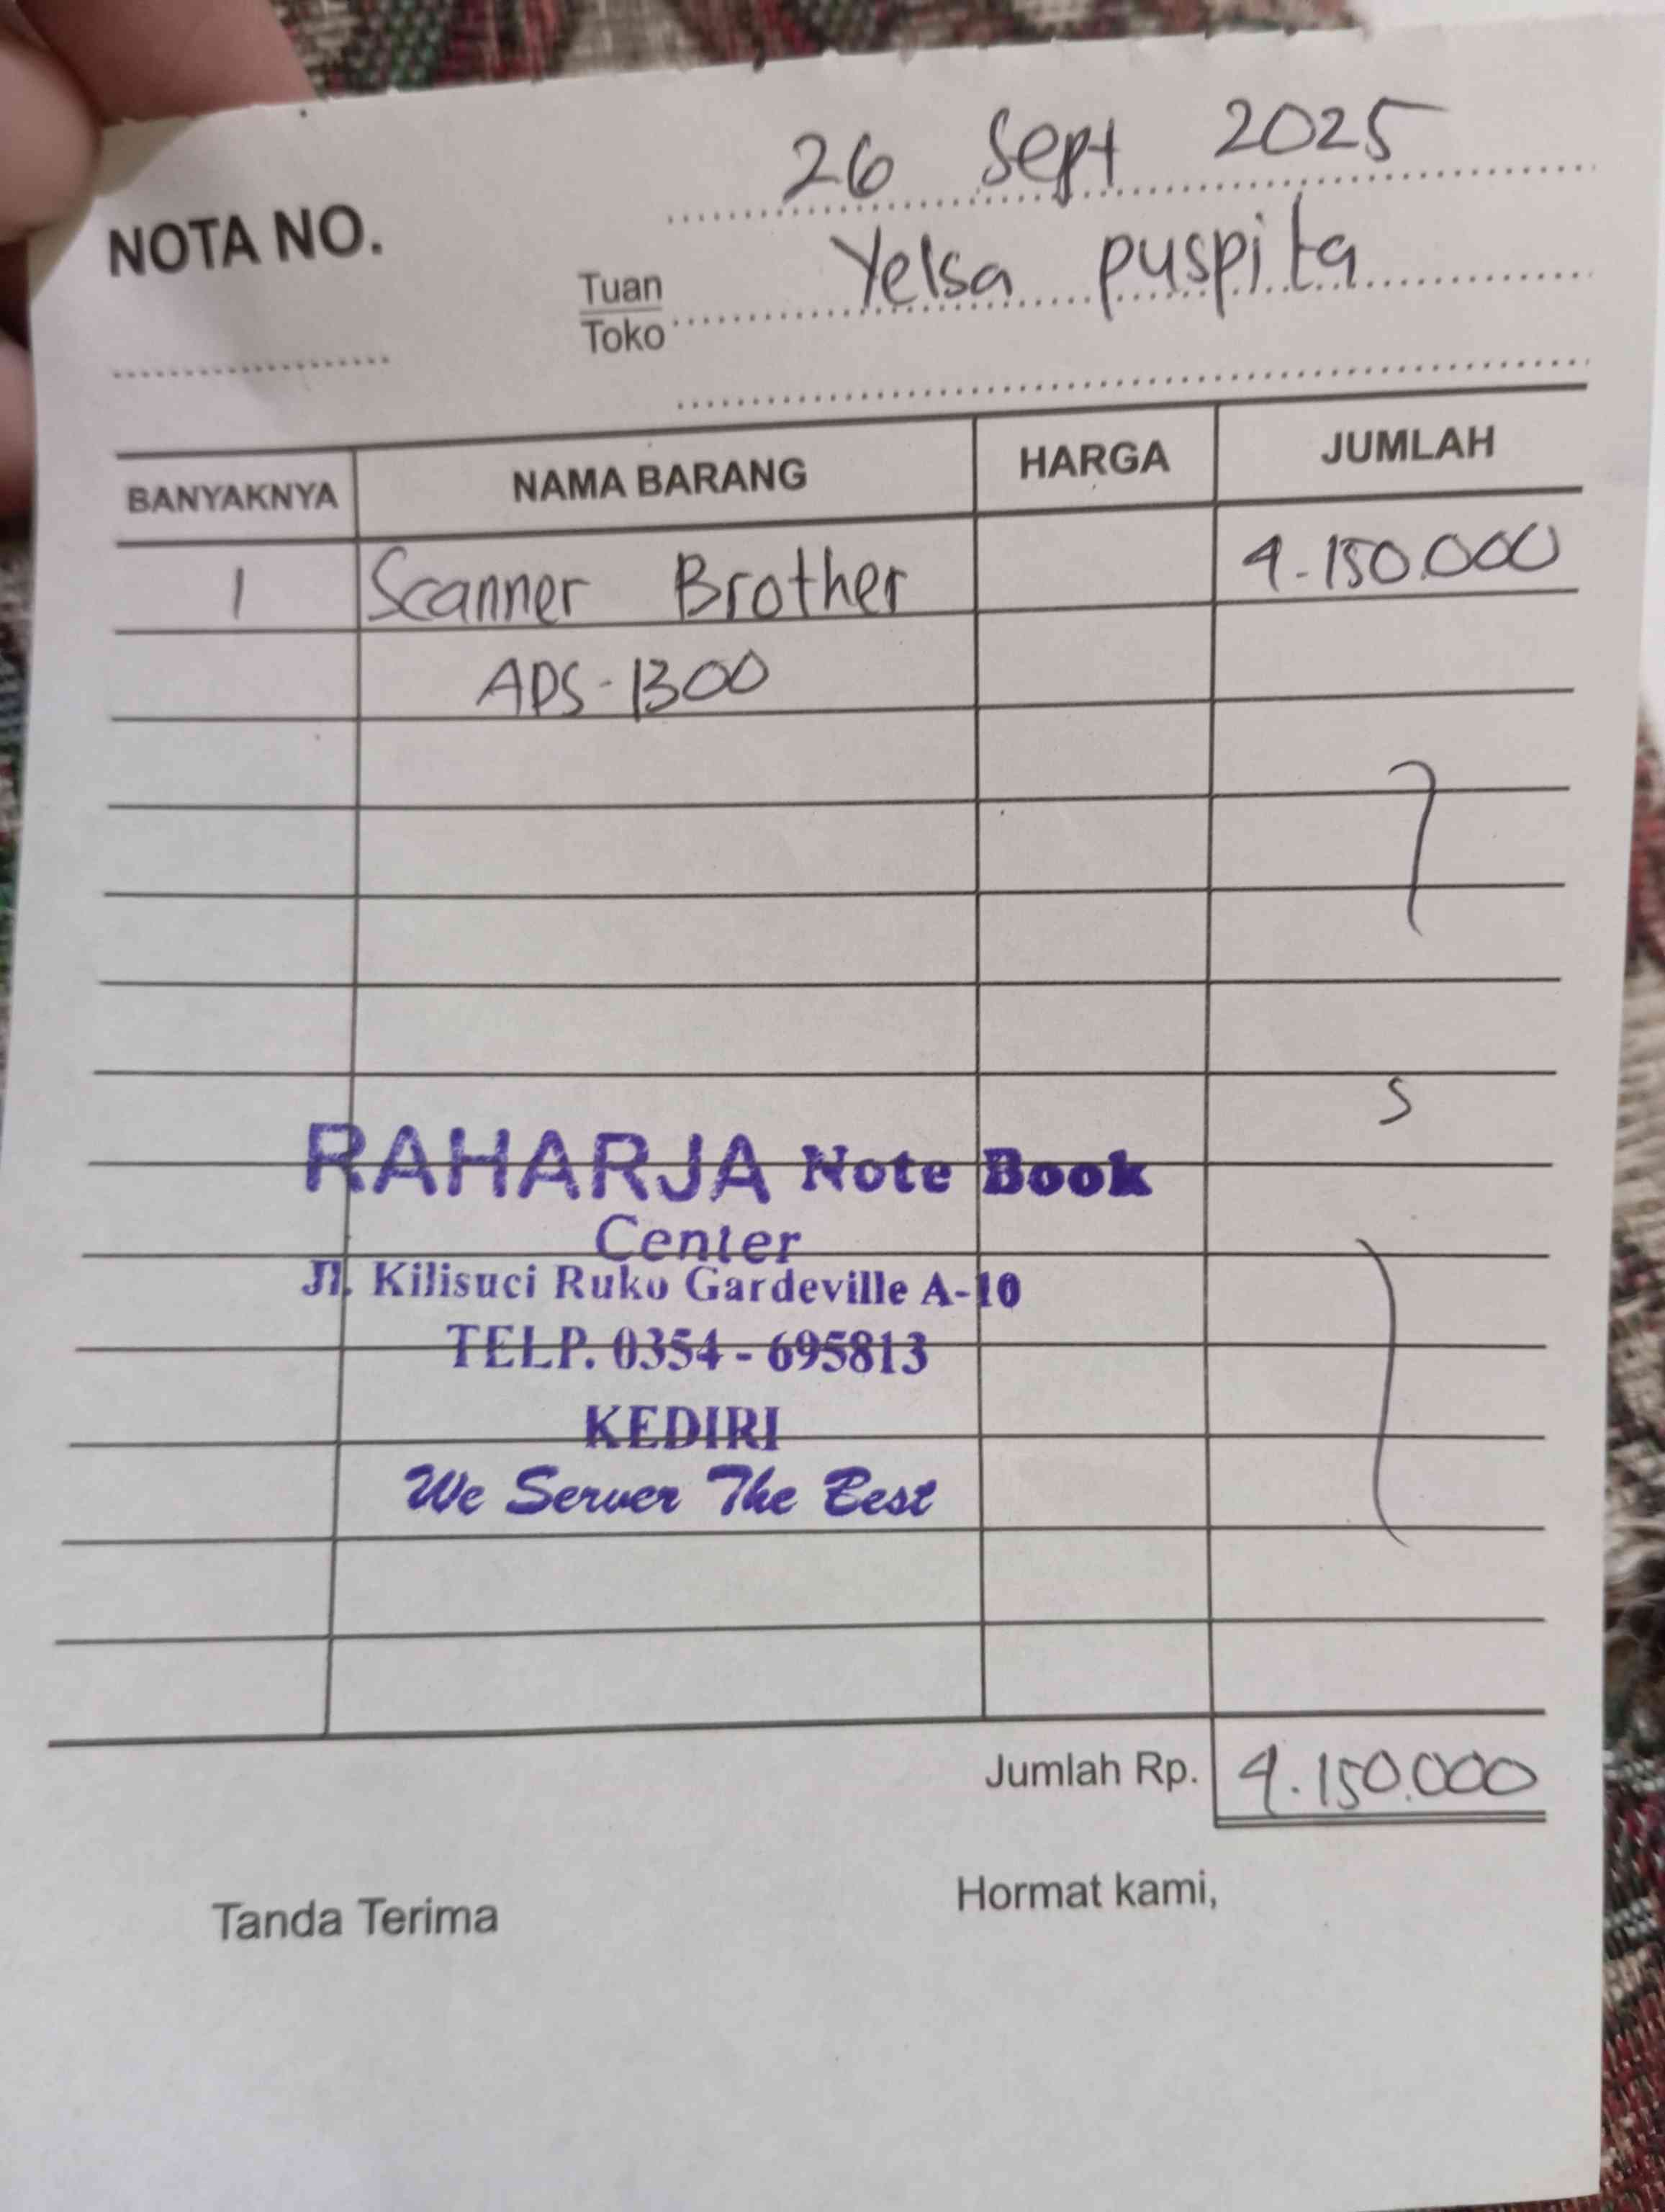 26 Sept 2025
NOTA NO.
Tuan
Toko
Yelsa puspita
BANYAKNYA NAMA BARANG HARGA JUMLAH
1 Scanner Brother 4.150.000
ADS-1300
S
RAHARJA Note Book
Center
Jl. Kilisuci Ruko Gardeville A-10
TELP. 0354 - 695813
KEDIRI
We Server The Best
Jumlah Rp. 4.150.000
Tanda Terima Hormat kami,